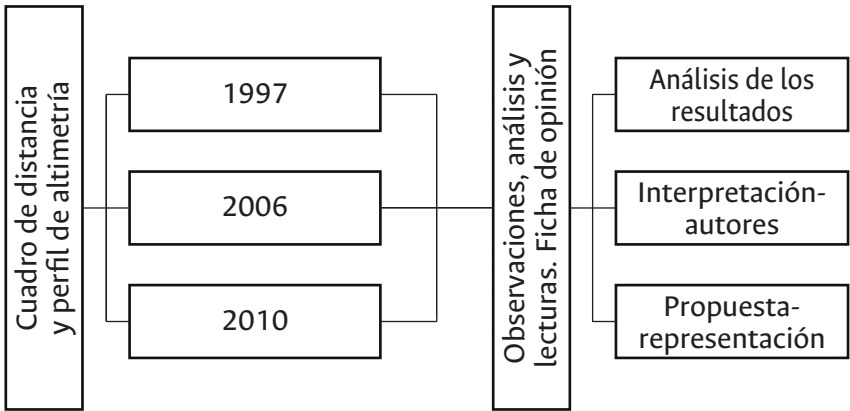 Cuadro de distancia
y perfil de altimetría
1997
2006
2010
Observaciones, análisis y
lecturas. Ficha de opinión
Análisis de los
resultados
Interpretación-
autores
Propuesta-
representación